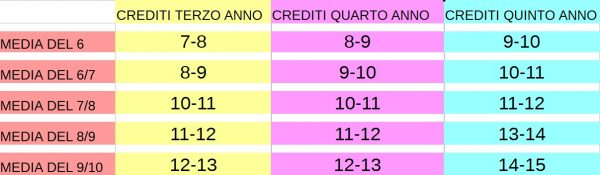 CREDITI TERZO ANNO CREDITI QUARTO ANNO CREDITI QUINTO ANNO
MEDIA DEL 6 7-8 8-9 9-10
MEDIA DEL 6/7 8-9 9-10 10-11
MEDIA DEL 7/8 10-11 10-11 11-12
MEDIA DEL 8/9 11-12 11-12 13-14
MEDIA DEL 9/10 12-13 12-13 14-15